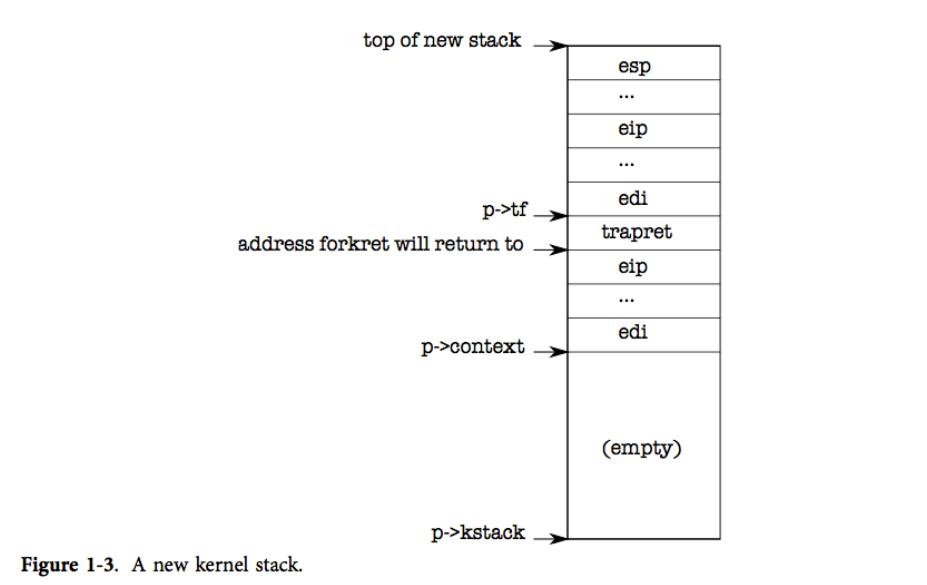 top of new stack
esp
...
eip
...
edi
p->tf
trapret
address forkret will return to
eip
...
edi
p->context
(empty)
p->kstack
Figure 1-3. A new kernel stack.